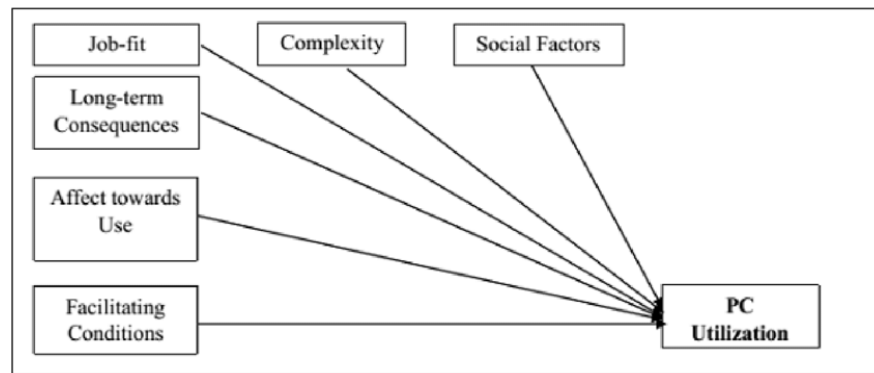 Job-fit
Complexity
Social Factors
Long-term
Consequences
Affect towards
Use
Facilitating
Conditions
PC
Utilization